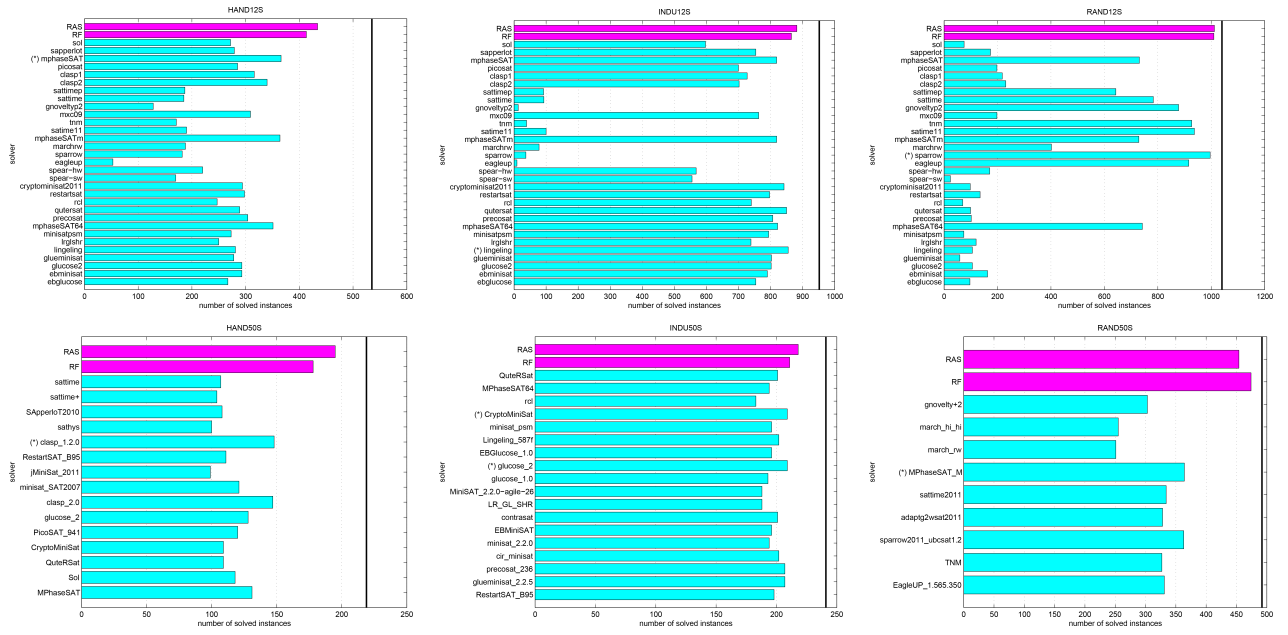 HAND12S
RAS
RF
sol
sapperlot
(*) mphaseSAT
picosat
clasp1
clasp2
sattimep
sattime
gnoveltyp2
mxc09
tnm
satime11
mphaseSATm
marchrw
sparrow
eagleup
spear-hw
spear-sw
cryptominisat2011
restartsat
rcl
qutersat
precosat
mphaseSAT64
minisatpsm
lrglshr
lingeling
glueminisat
glucose2
ebminisat
ebglucose
solver
0 100 200 300 400 500 600
number of solved instances
INDU12S
RAS
RF
sol
sapperlot
mphaseSAT
picosat
clasp1
clasp2
sattimep
sattime
gnoveltyp2
mxc09
tnm
satime11
mphaseSATm
marchrw
sparrow
eagleup
spear-hw
spear-sw
cryptominisat2011
restartsat
rcl
qutersat
precosat
mphaseSAT64
minisatpsm
lrglshr
(*) lingeling
glueminisat
glucose2
ebminisat
ebglucose
solver
0 100 200 300 400 500 600 700 800 900 1000
number of solved instances
RAND12S
RAS
RF
sol
sapperlot
mphaseSAT
picosat
clasp1
clasp2
sattimep
sattime
gnoveltyp2
mxc09
tnm
satime11
mphaseSATm
marchrw
(*) sparrow
eagleup
spear-hw
spear-sw
cryptominisat2011
restartsat
rcl
qutersat
precosat
mphaseSAT64
minisatpsm
lrglshr
lingeling
glueminisat
glucose2
ebminisat
ebglucose
solver
0 200 400 600 800 1000 1200
number of solved instances
HAND50S
RAS
RF
sattime
sattime+
SApperloT2010
sathys
(*) clasp_1.2.0
RestartSAT_B95
jMiniSat_2011
minisat_SAT2007
clasp_2.0
glucose_2
PicoSAT_941
CryptoMiniSat
QuteRSat
Sol
MPhaseSAT
solver
0 50 100 150 200 250
number of solved instances
INDU50S
RAS
RF
QuteRSat
MPhaseSAT64
rcl
(*) CryptoMiniSat
minisat_psm
Lingeling_587f
EBGlucose_1.0
(*) glucose_2
glucose_1.0
MiniSAT_2.2.0-agile-26
LR_GL_SHR
contrasat
EBMiniSAT
minisat_2.2.0
cir_minisat
precosat_236
glueminisat_2.2.5
RestartSAT_B95
solver
0 50 100 150 200 250
number of solved instances
RAND50S
RAS
RF
gnovelty+2
march_hi_hi
march_rw
(*) MPhaseSAT_M
sattime2011
adaptg2wsat2011
sparrow2011_ubcsat1.2
TNM
EagleUP_1.565.350
solver
0 50 100 150 200 250 300 350 400 450 500
number of solved instances